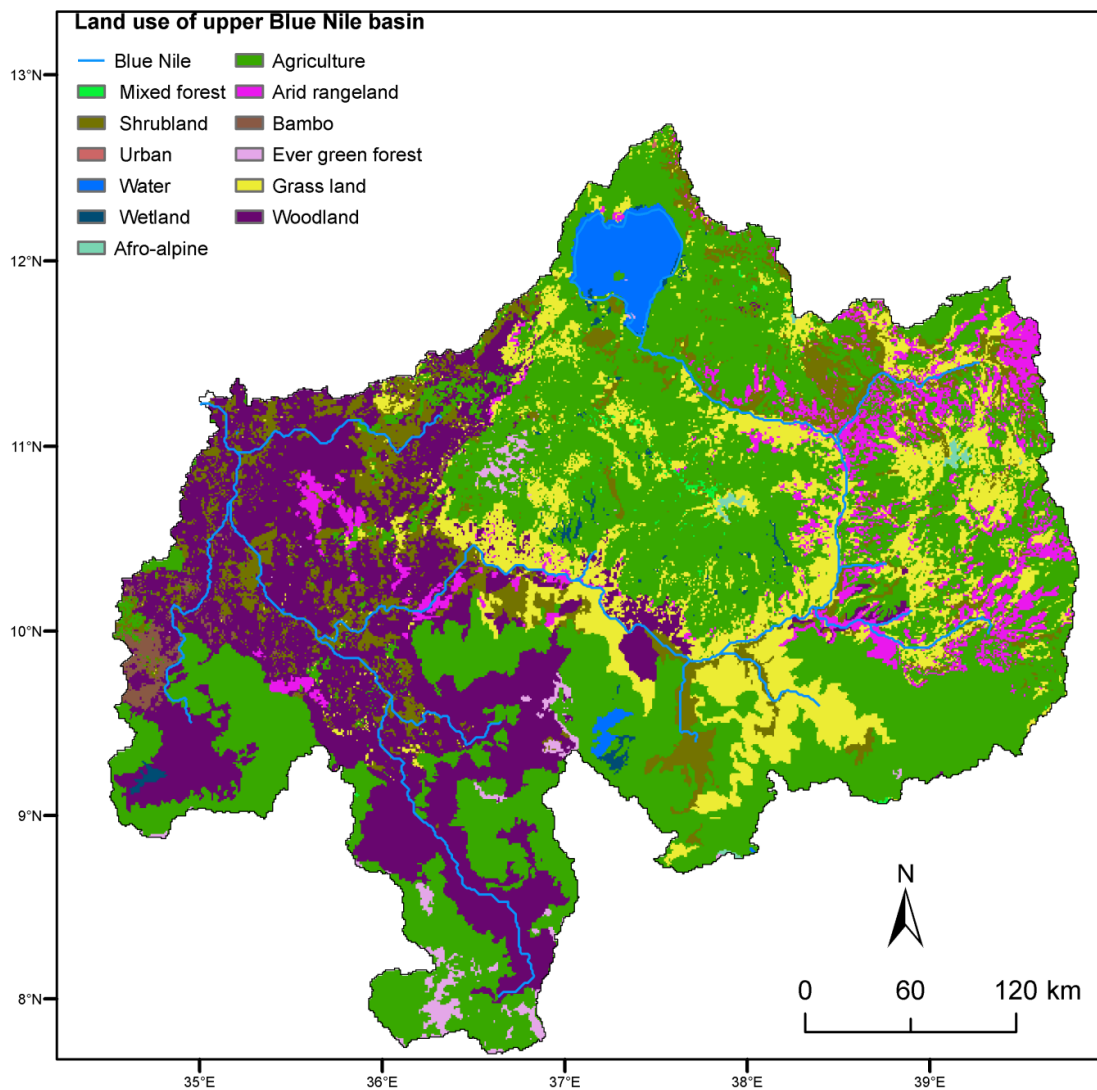 Land use of upper Blue Nile basin
Blue Nile
Agriculture
Mixed forest
Arid rangeland
Shrubland
Bambo
Urban
Ever green forest
Water
Grass land
Wetland
Woodland
Afro-alpine
13°N
12°N
11°N
10°N
9°N
8°N
N
0 60 120 km
35°E 36°E 37°E 38°E 39°E